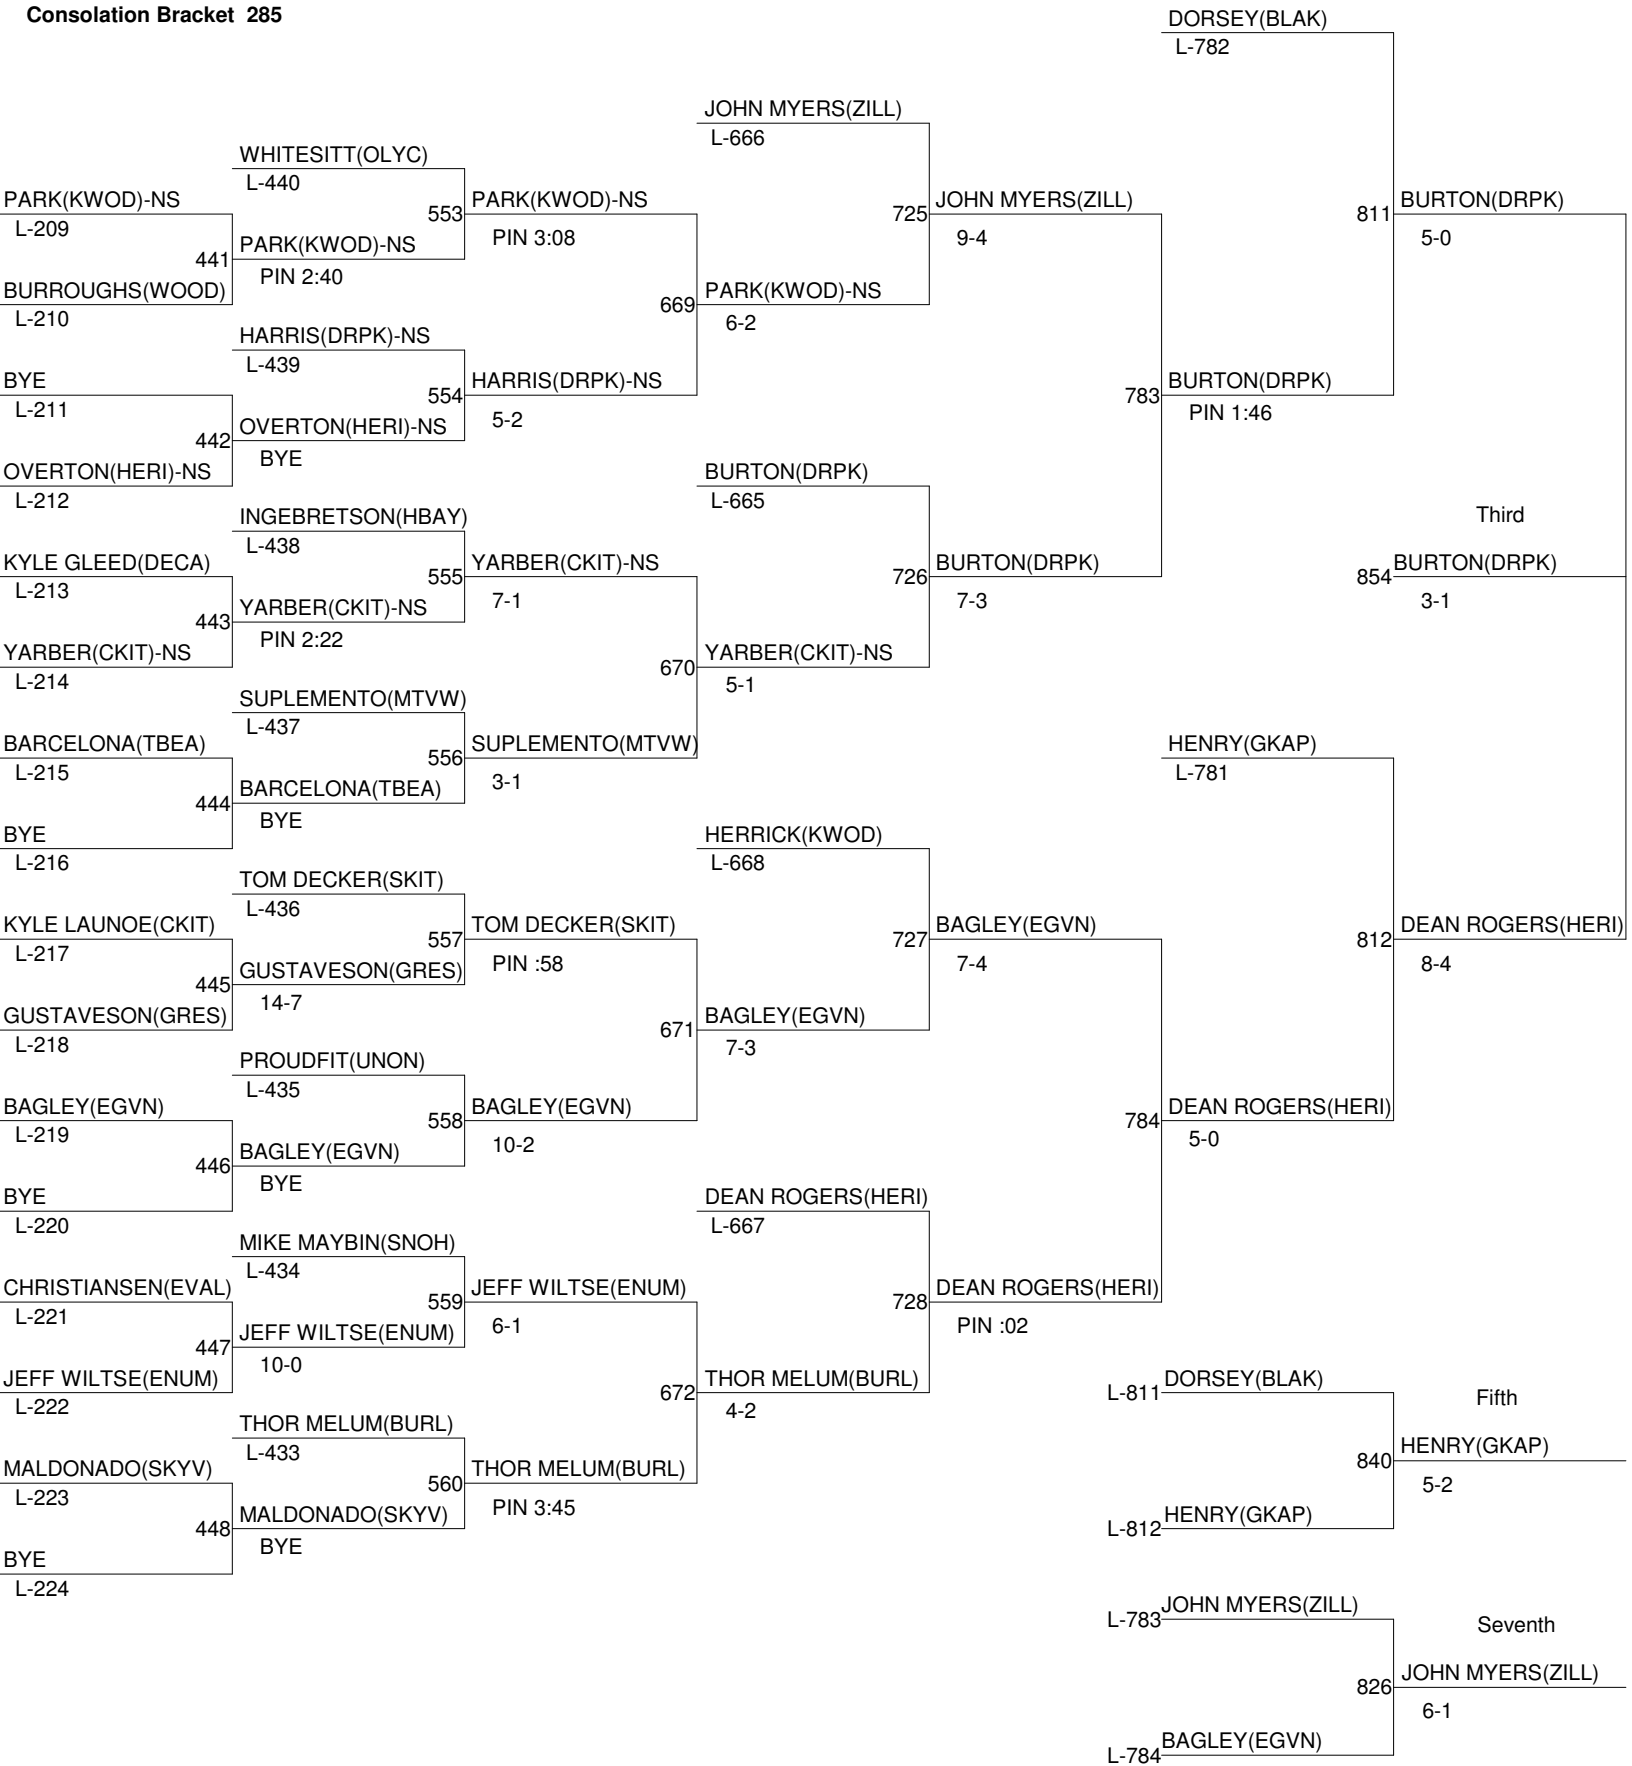 Consolation Bracket 285
PARK(KWOD)-NS
L-209
441
BURROUGHS(WOOD)
L-210
BYE
L-211
442
OVERTON(HERI)-NS
L-212
KYLE GLEED(DECA)
L-213
443
YARBER(CKIT)-NS
L-214
BARCELONA(TBEA)
L-215
444
BYE
L-216
KYLE LAUNOE(CKIT)
L-217
445
GUSTAVESON(GRES)
L-218
BAGLEY(EGVN)
L-219
446
BYE
L-220
CHRISTIANSEN(EVAL)
L-221
447
JEFF WILTSE(ENUM)
L-222
MALDONADO(SKYV)
L-223
448
BYE
L-224
WHITESITT(OLYC)
L-440
553
PARK(KWOD)-NS
PIN 2:40
HARRIS(DRPK)-NS
L-439
554
OVERTON(HERI)-NS
BYE
INGEBRETSON(HBAY)
L-438
555
YARBER(CKIT)-NS
PIN 2:22
SUPLEMENTO(MTVW)
L-437
556
BARCELONA(TBEA)
BYE
TOM DECKER(SKIT)
L-436
557
GUSTAVESON(GRES)
14-7
PROUDFIT(UNON)
L-435
558
BAGLEY(EGVN)
BYE
MIKE MAYBIN(SNOH)
L-434
559
JEFF WILTSE(ENUM)
10-0
THOR MELUM(BURL)
L-433
560
MALDONADO(SKYV)
BYE
PARK(KWOD)-NS
PIN 3:08
669
HARRIS(DRPK)-NS
5-2
YARBER(CKIT)-NS
7-1
670
SUPLEMENTO(MTVW)
3-1
TOM DECKER(SKIT)
PIN :58
671
BAGLEY(EGVN)
10-2
JEFF WILTSE(ENUM)
6-1
672
THOR MELUM(BURL)
PIN 3:45
JOHN MYERS(ZILL)
L-666
725
PARK(KWOD)-NS
6-2
BURTON(DRPK)
L-665
726
YARBER(CKIT)-NS
5-1
HERRICK(KWOD)
L-668
727
BAGLEY(EGVN)
7-3
DEAN ROGERS(HERI)
L-667
728
THOR MELUM(BURL)
4-2
JOHN MYERS(ZILL)
9-4
783
BURTON(DRPK)
7-3
BAGLEY(EGVN)
7-4
784
DEAN ROGERS(HERI)
PIN :02
DORSEY(BLAK)
L-782
811
BURTON(DRPK)
PIN 1:46
HENRY(GKAP)
L-781
812
DEAN ROGERS(HERI)
5-0
BURTON(DRPK)
5-0
Third
854
BURTON(DRPK)
3-1
DEAN ROGERS(HERI)
8-4
L-811
DORSEY(BLAK)
Fifth
840
HENRY(GKAP)
5-2
L-812
HENRY(GKAP)
L-783
JOHN MYERS(ZILL)
Seventh
826
JOHN MYERS(ZILL)
6-1
L-784
BAGLEY(EGVN)